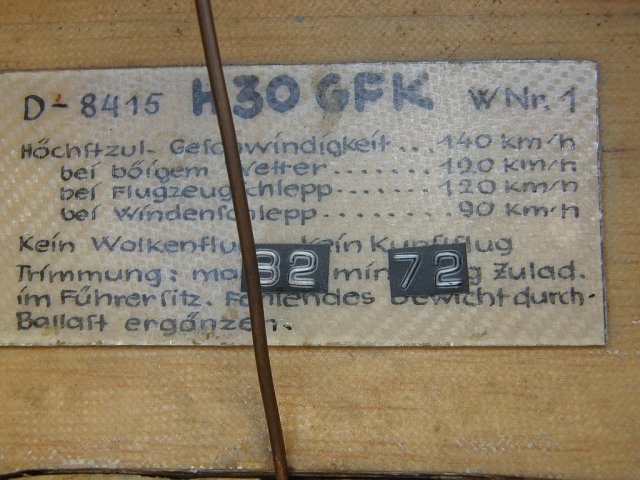 D-8415 H30 GFK W Nr. 1
Höchstzul. Geschwindigkeit...140 km/h
bei böigem Wetter.......120 km/h
bei Flugzeugschlepp.......120 km/h
bei Windenschlepp........90 km/h
Kein Wolkenflug kein Kunstflug
Trimmung: max 82 min 72 kg Zulad.
im Führersitz. Fehlendes Gewicht durch
Ballast ergänzen.